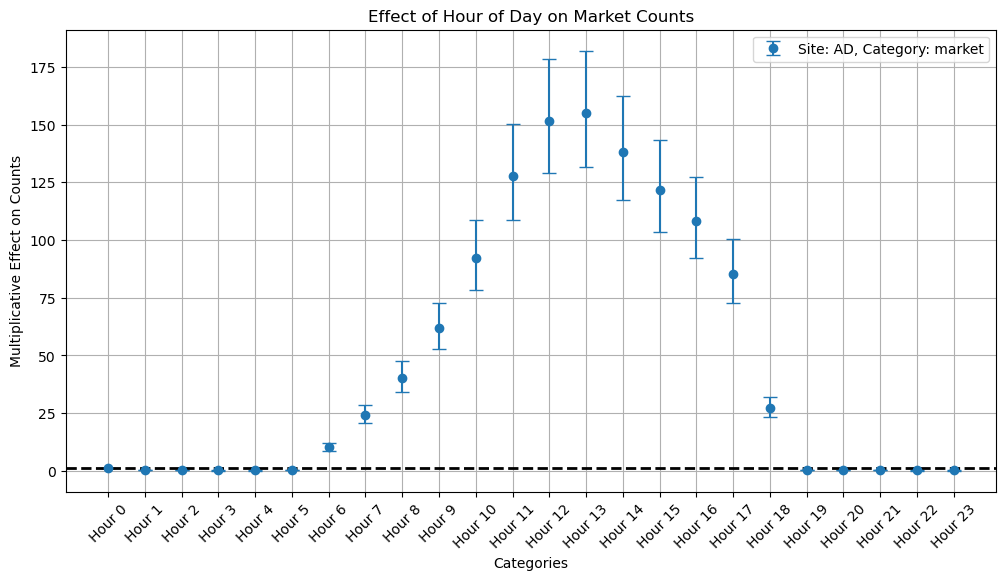 Effect of Hour of Day on Market Counts
Site: AD, Category: market
Multiplicative Effect on Counts
175
150
125
100
75
50
25
0
Hour 0
Hour 1
Hour 2
Hour 3
Hour 4
Hour 5
Hour 6
Hour 7
Hour 8
Hour 9
Hour 10
Hour 11
Hour 12
Hour 13
Hour 14
Hour 15
Hour 16
Hour 17
Hour 18
Hour 19
Hour 20
Hour 21
Hour 22
Hour 23
Categories